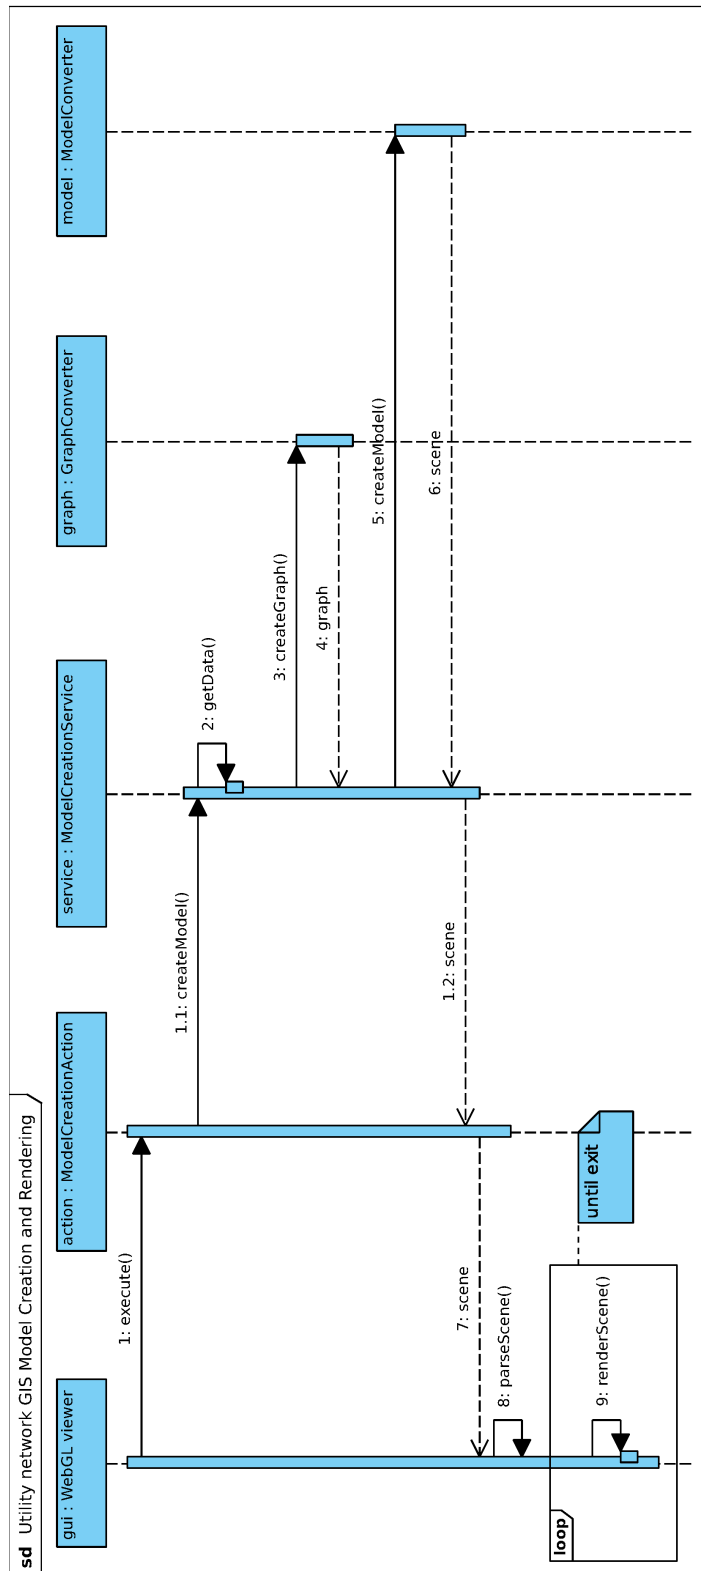 sd Utility network GIS Model Creation and Rendering
gui : WebGL viewer
action : ModelCreationAction
service : ModelCreationService
graph : GraphConverter
model : ModelConverter
1: execute()
1.1: createModel()
2: getData()
3: createGraph()
4: graph
5: createModel()
6: scene
1.2: scene
7: scene
8: parseScene()
loop
9: renderScene()
until exit